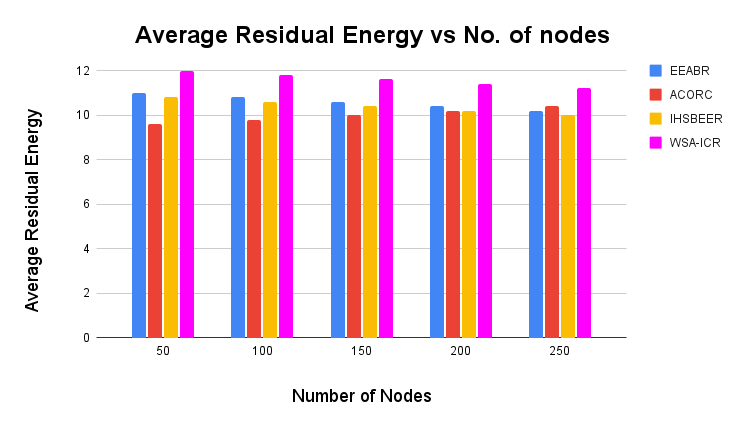 Average Residual Energy vs No. of nodes
EEABR
ACORC
IHSBEER
WSA-ICR
Average Residual Energy
12
10
8
6
4
2
0
50 100 150 200 250
Number of Nodes